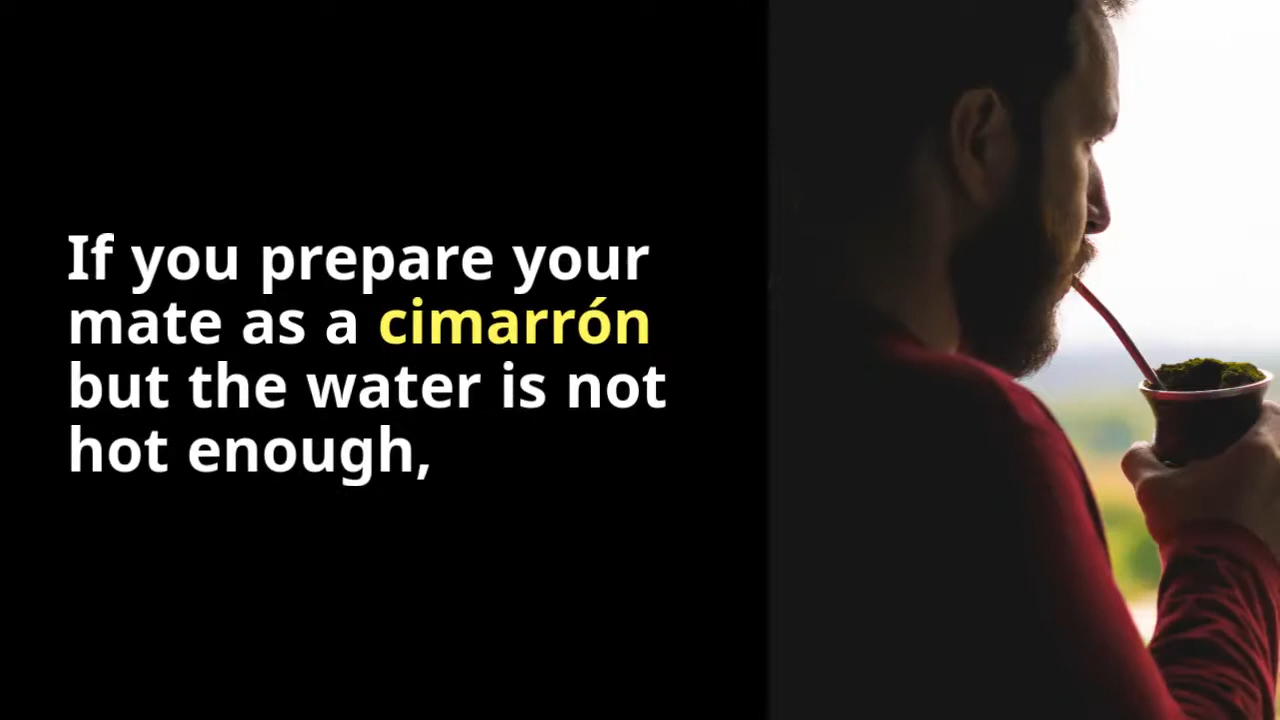 If you prepare your
mate as a cimarrón
but the water is not
hot enough,